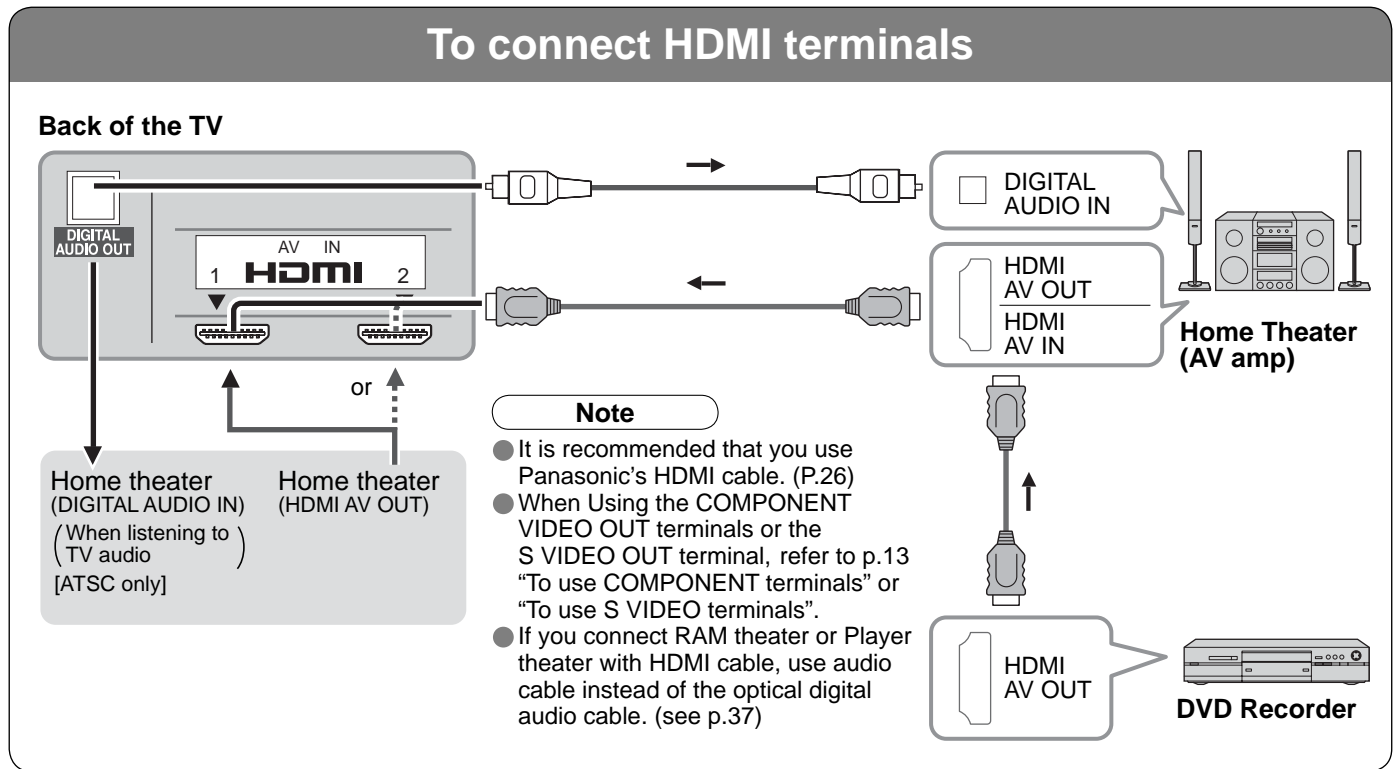 To connect HDMI terminals
Back of the TV
DIGITAL
AUDIO OUT
AV IN
1 HDMI 2
or
Home theater
(DIGITAL AUDIO IN)
(When listening to
TV audio)
[ATSC only]
Home theater
(HDMI AV OUT)
DIGITAL
AUDIO IN
HDMI
AV OUT
HDMI
AV IN
Home Theater
(AV amp)
Note
● It is recommended that you use
Panasonic’s HDMI cable. (P.26)
● When Using the COMPONENT
VIDEO OUT terminals or the
S VIDEO OUT terminal, refer to p.13
“To use COMPONENT terminals” or
“To use S VIDEO terminals”.
● If you connect RAM theater or Player
theater with HDMI cable, use audio
cable instead of the optical digital
audio cable. (see p.37)
HDMI
AV OUT
DVD Recorder